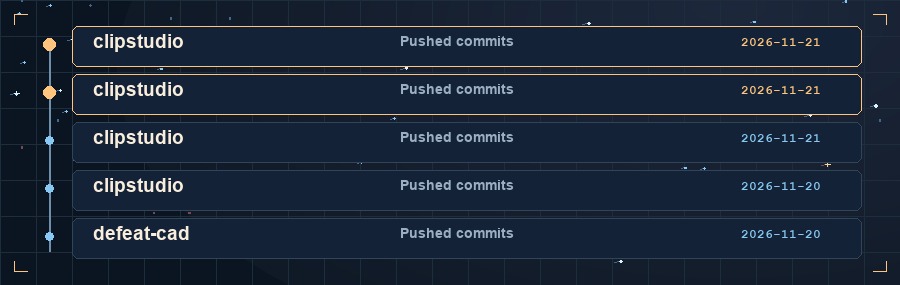 clipstudio Pushed commits 2026-11-21
clipstudio Pushed commits 2026-11-21
clipstudio Pushed commits 2026-11-21
clipstudio Pushed commits 2026-11-20
defeat-cad Pushed commits 2026-11-20